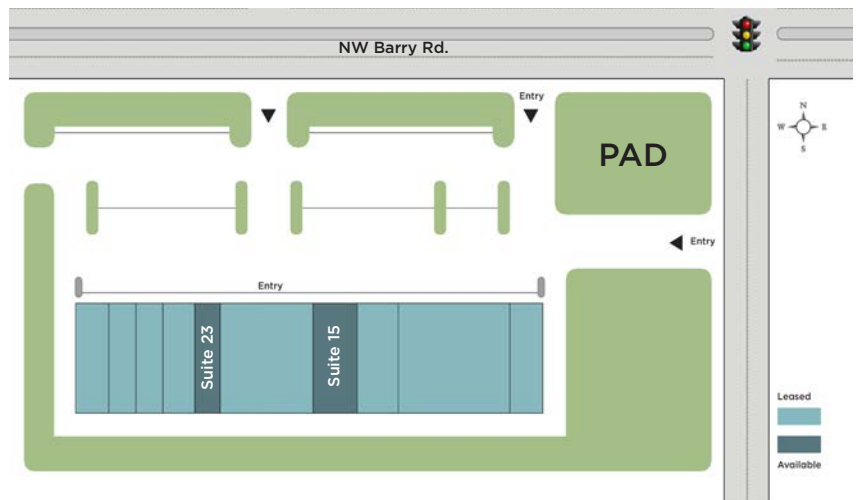 NW Barry Rd.
Entry
PAD
N
W E
S
Entry
Entry
Suite 23
Suite 15
Leased
Available